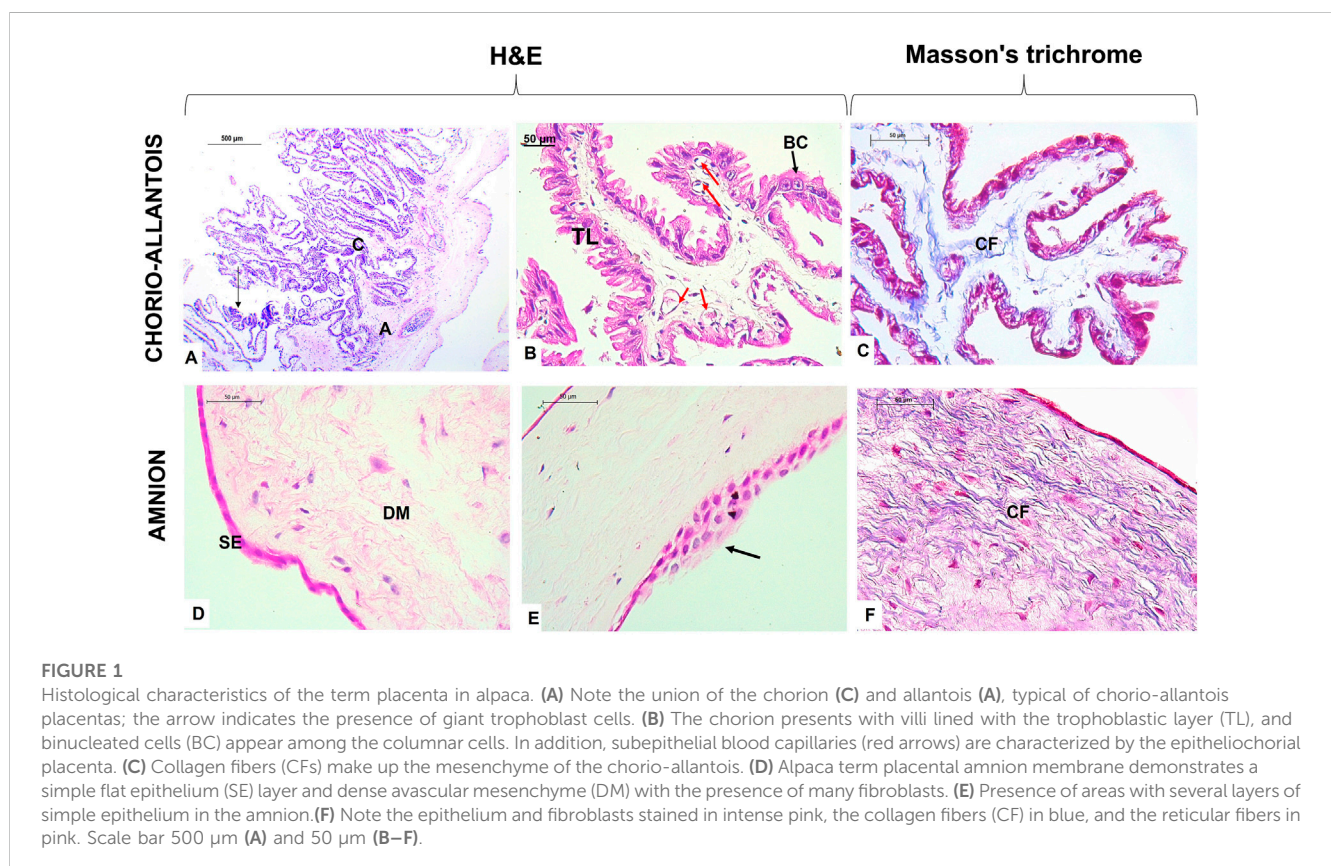 H&E
Masson's trichrome
CHORIO-ALLANTOIS
500 µm
C
A
A
50 µm
BC
TL
B
50 µm
CF
C
AMNION
50 µm
DM
SE
D
50 µm
E
50 µm
CF
F
FIGURE 1
Histological characteristics of the term placenta in alpaca. (A) Note the union of the chorion (C) and allantois (A), typical of chorio-allantois
placentas; the arrow indicates the presence of giant trophoblast cells. (B) The chorion presents with villi lined with the trophoblastic layer (TL), and
binucleated cells (BC) appear among the columnar cells. In addition, subepithelial blood capillaries (red arrows) are characterized by the epitheliochorial
placenta. (C) Collagen fibers (CFs) make up the mesenchyme of the chorio-allantois. (D) Alpaca term placental amnion membrane demonstrates a
simple flat epithelium (SE) layer and dense avascular mesenchyme (DM) with the presence of many fibroblasts. (E) Presence of areas with several layers of
simple epithelium in the amnion.(F) Note the epithelium and fibroblasts stained in intense pink, the collagen fibers (CF) in blue, and the reticular fibers in
pink. Scale bar 500 µm (A) and 50 µm (B–F).